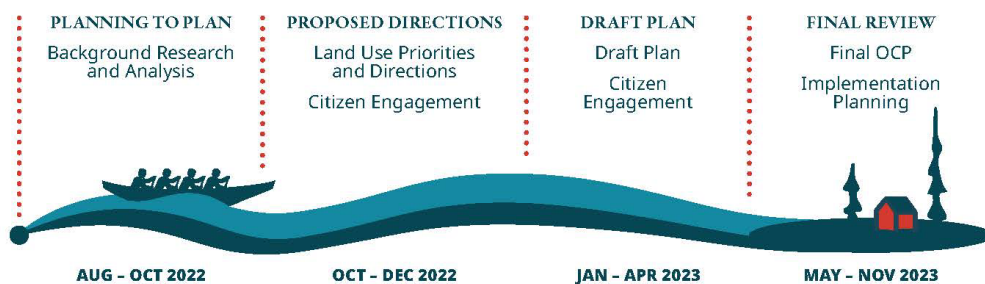 PLANNING TO PLAN
Background Research
and Analysis
AUG – OCT 2022
PROPOSED DIRECTIONS
Land Use Priorities
and Directions
Citizen Engagement
OCT – DEC 2022
DRAFT PLAN
Draft Plan
Citizen
Engagement
JAN – APR 2023
FINAL REVIEW
Final OCP
Implementation
Planning
MAY – NOV 2023